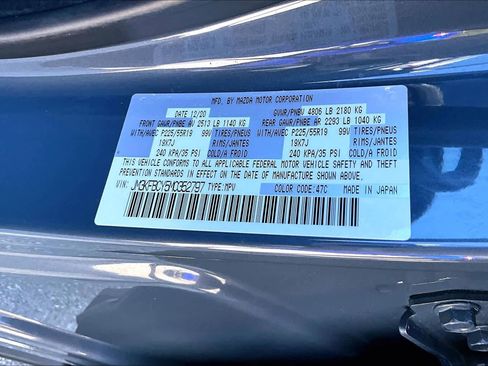 MFD. BY MAZDA MOTOR CORPORATION
DATE 12/20 GVWR/PNBV 4806 LB 2180 KG
FRONT GAWR/PNBE AV 2513 LB 1140 KG REAR GAWR/PNBE AR 2293 LB 1040 KG
WITH/AVEC P225/55R19 99V TIRES/PNEUS WITH/AVEC P225/55R19 99V TIRES/PNEUS
19X7J RIMS/JANTES 19X7J RIMS/JANTES
240 KPA/35 PSI COLD/A FROID 240 KPA/35 PSI COLD/A FROID
THIS VEHICLE CONFORMS TO ALL APPLICABLE FEDERAL MOTOR VEHICLE SAFETY AND THEFT
PREVENTION STANDARDS IN EFFECT ON THE DATE OF MANUFACTURE SHOWN ABOVE.
VIN: JM3KFBCY5M0352797 TYPE:MPV COLOR CODE:47C MADE IN JAPAN